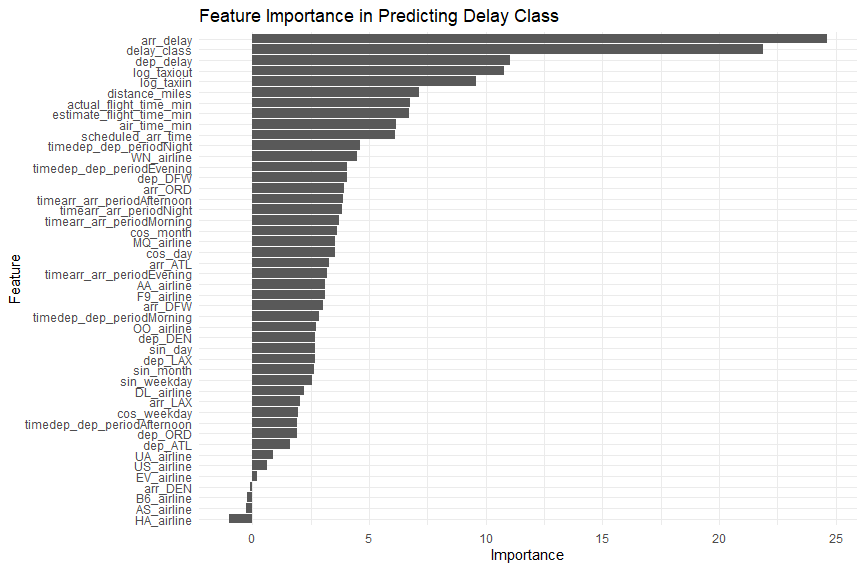 Feature Importance in Predicting Delay Class
arr_delay
delay_class
dep_delay
log_taxiout
log_taxiin
distance_miles
actual_flight_time_min
estimate_flight_time_min
air_time_min
scheduled_arr_time
timedep_dep_periodNight
WN_airline
timedep_dep_periodEvening
dep_DFW
arr_ORD
timearr_arr_periodAfternoon
timearr_arr_periodNight
timearr_arr_periodMorning
cos_month
MQ_airline
cos_day
arr_ATL
timearr_arr_periodEvening
AA_airline
F9_airline
arr_DFW
timedep_dep_periodMorning
OO_airline
dep_DEN
sin_day
dep_LAX
sin_month
sin_weekday
DL_airline
arr_LAX
cos_weekday
timedep_dep_periodAfternoon
dep_ORD
dep_ATL
UA_airline
US_airline
EV_airline
arr_DEN
B6_airline
AS_airline
HA_airline
Feature
0 5 10 15 20 25
Importance